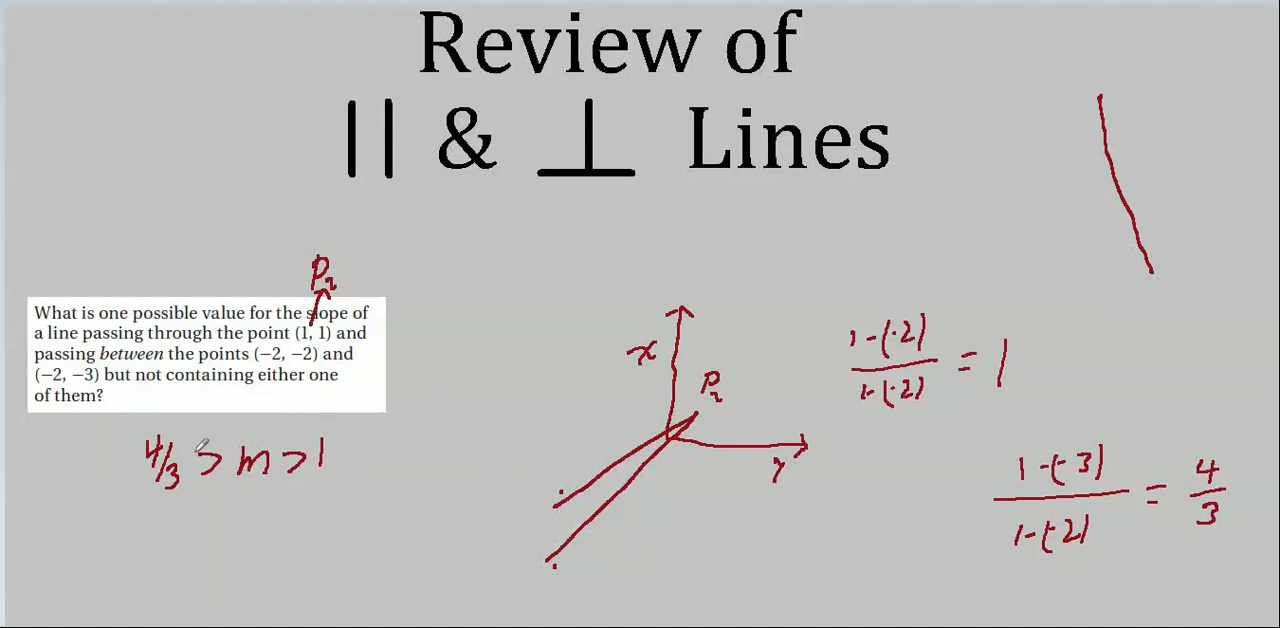 Review of
|| & ⊥ Lines
P₂
What is one possible value for the slope of
a line passing through the point (1, 1) and
passing between the points (−2, −2) and
(−2, −3) but not containing either one
of them?
4/3 > m > 1
x
P₂
y
1-(-2)
1-(-2)
= 1
1-(-3)
1-(-2)
= 4/3